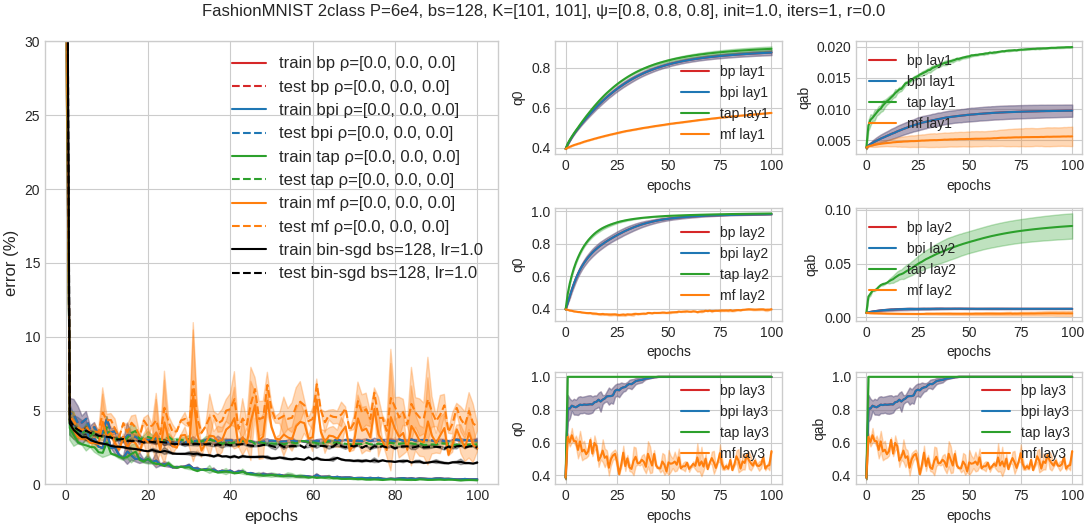 FashionMNIST 2class P=6e4, bs=128, K=[101, 101], ψ=[0.8, 0.8, 0.8], init=1.0, iters=1, r=0.0
error (%)
30
25
20
15
10
5
0
train bp ρ=[0.0, 0.0, 0.0]
test bp ρ=[0.0, 0.0, 0.0]
train bpi ρ=[0.0, 0.0, 0.0]
test bpi ρ=[0.0, 0.0, 0.0]
train tap ρ=[0.0, 0.0, 0.0]
test tap ρ=[0.0, 0.0, 0.0]
train mf ρ=[0.0, 0.0, 0.0]
test mf ρ=[0.0, 0.0, 0.0]
train bin-sgd bs=128, lr=1.0
test bin-sgd bs=128, lr=1.0
0 20 40 60 80 100
epochs
q0
0.8
0.6
0.4
bp lay1
bpi lay1
tap lay1
mf lay1
0 25 50 75 100
epochs
qab
0.020
0.015
0.010
0.005
bp lay1
bpi lay1
tap lay1
mf lay1
0 25 50 75 100
epochs
q0
1.0
0.8
0.6
0.4
bp lay2
bpi lay2
tap lay2
mf lay2
0 25 50 75 100
epochs
qab
0.10
0.05
0.00
bp lay2
bpi lay2
tap lay2
mf lay2
0 25 50 75 100
epochs
q0
1.0
0.8
0.6
0.4
bp lay3
bpi lay3
tap lay3
mf lay3
0 25 50 75 100
epochs
qab
1.0
0.8
0.6
0.4
bp lay3
bpi lay3
tap lay3
mf lay3
0 25 50 75 100
epochs